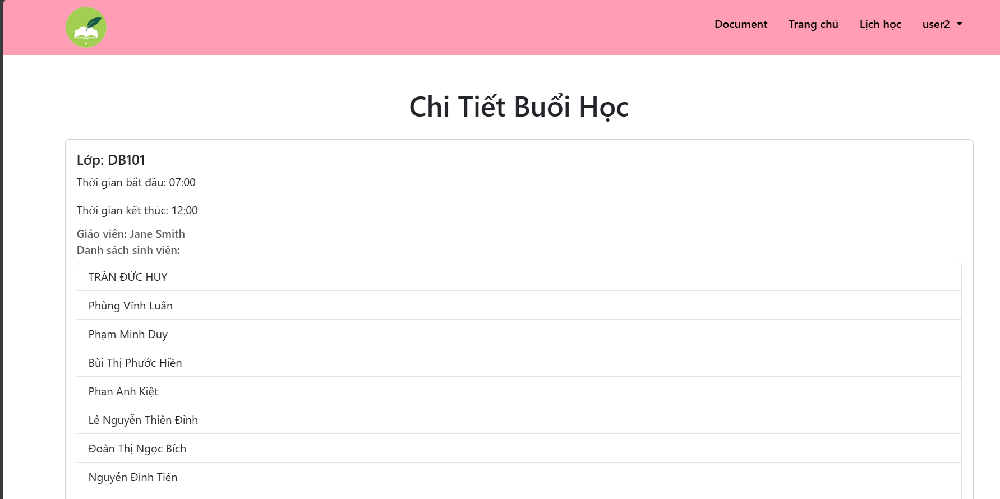 Document Trang chủ Lịch học user2
Chi Tiết Buổi Học
Lớp: DB101
Thời gian bắt đầu: 07:00
Thời gian kết thúc: 12:00
Giáo viên: Jane Smith
Danh sách sinh viên:
TRẦN ĐỨC HUY
Phùng Vĩnh Luân
Phạm Minh Duy
Bùi Thị Phước Hiền
Phan Anh Kiệt
Lê Nguyễn Thiên Đỉnh
Đoàn Thị Ngọc Bích
Nguyễn Đình Tiến